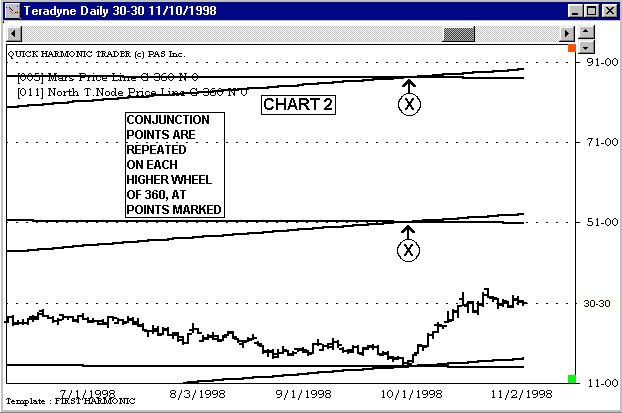 Teradyne Daily 30-30 11/10/1998
QUICK HARMONIC TRADER (c) PAS Inc.
[005] Mars Price Line G 360 N 0
[011] North T.Node Price Line G 360 N 0
CHART 2
CONJUNCTION
POINTS ARE
REPEATED
ON EACH
HIGHER WHEEL
OF 360, AT
POINTS MARKED
X
X
91-00
71-00
51-00
30-30
11-00
7/1/1998 8/3/1998 9/1/1998 10/1/1998 11/2/1998
Template : FIRST HARMONIC